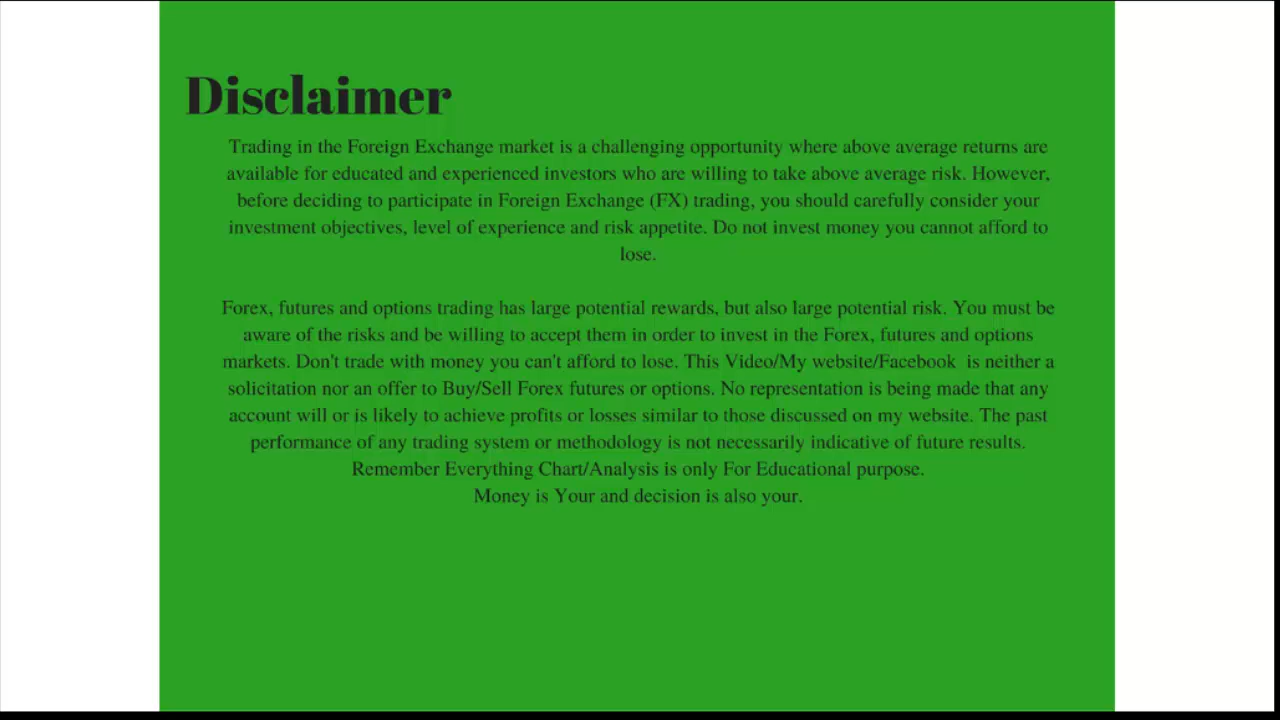 Disclaimer
Trading in the Foreign Exchange market is a challenging opportunity where above average returns are
available for educated and experienced investors who are willing to take above average risk. However,
before deciding to participate in Foreign Exchange (FX) trading, you should carefully consider your
investment objectives, level of experience and risk appetite. Do not invest money you cannot afford to
lose.
Forex, futures and options trading has large potential rewards, but also large potential risk. You must be
aware of the risks and be willing to accept them in order to invest in the Forex, futures and options
markets. Don't trade with money you can't afford to lose. This Video/My website/Facebook  is neither a
solicitation nor an offer to Buy/Sell Forex futures or options. No representation is being made that any
account will or is likely to achieve profits or losses similar to those discussed on my website. The past
performance of any trading system or methodology is not necessarily indicative of future results.
Remember Everything Chart/Analysis is only For Educational purpose.
Money is Your and decision is also your.